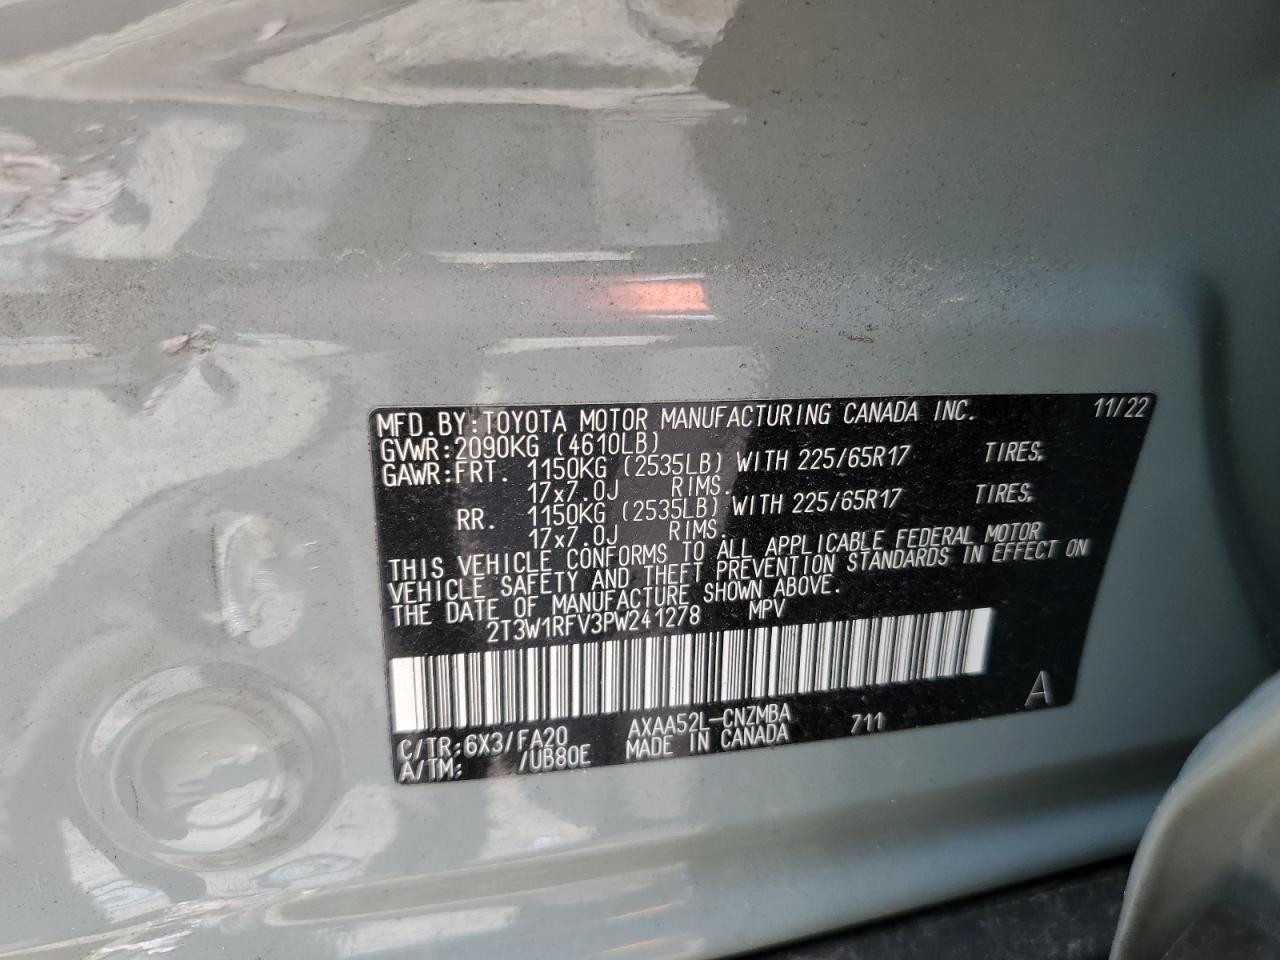 MFD.BY:TOYOTA MOTOR MANUFACTURING CANADA INC. 11/22
GVWR:2090KG (4610LB)
GAWR:FRT. 1150KG (2535LB) WITH 225/65R17 TIRES,
17x7.0J RIMS.
RR. 1150KG (2535LB) WITH 225/65R17 TIRES,
17x7.0J RIMS.
THIS VEHICLE CONFORMS TO ALL APPLICABLE FEDERAL MOTOR
VEHICLE SAFETY AND THEFT PREVENTION STANDARDS IN EFFECT ON
THE DATE OF MANUFACTURE SHOWN ABOVE.
2T3W1RFV3PW241278 MPV
A
C/TR:6X3/FA20 AXAA52L-CNZMBA 711
A/TM: /UB80E MADE IN CANADA